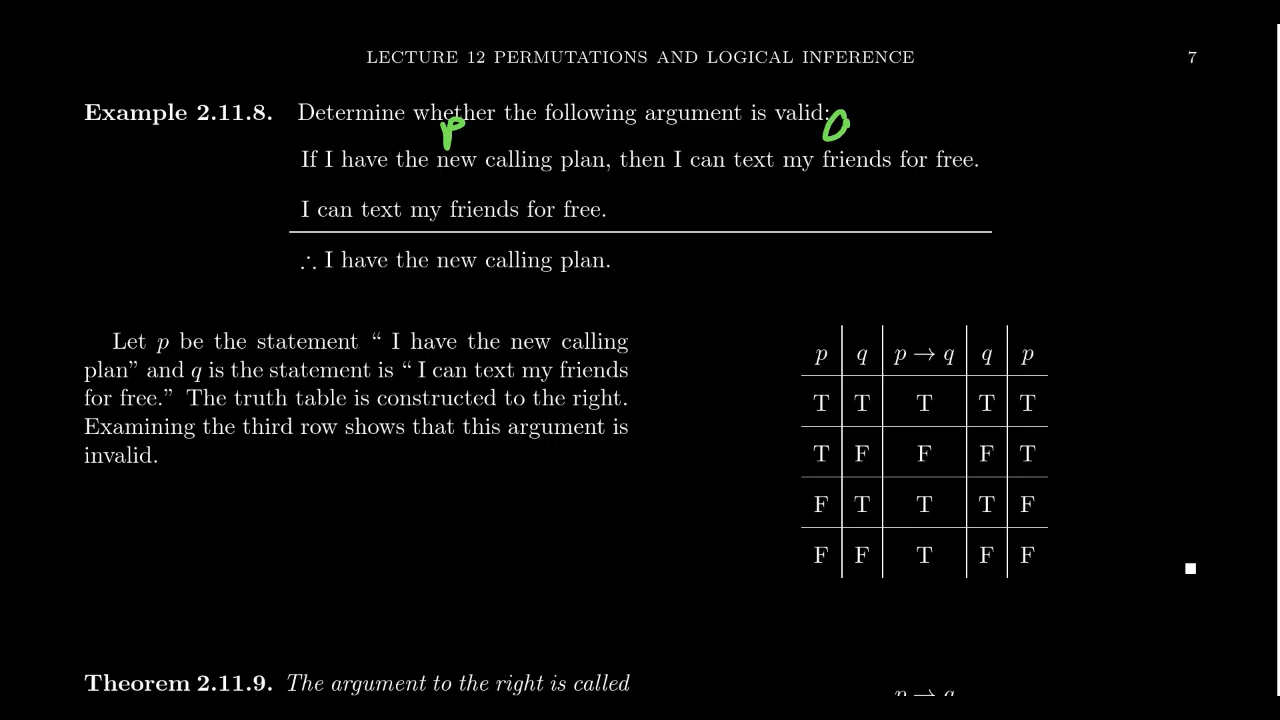 LECTURE 12 PERMUTATIONS AND LOGICAL INFERENCE 7
Example 2.11.8. Determine whether the following argument is valid:
p
If I have the new calling plan, then I can text my friends for free.
I can text my friends for free.
∴ I have the new calling plan.
Let p be the statement “ I have the new calling
plan” and q is the statement is “ I can text my friends
for free.” The truth table is constructed to the right.
Examining the third row shows that this argument is
invalid.
p q p → q q p
T T T T T
T F F F T
F T T T F
F F T F F
Theorem 2.11.9. The argument to the right is called
p → q